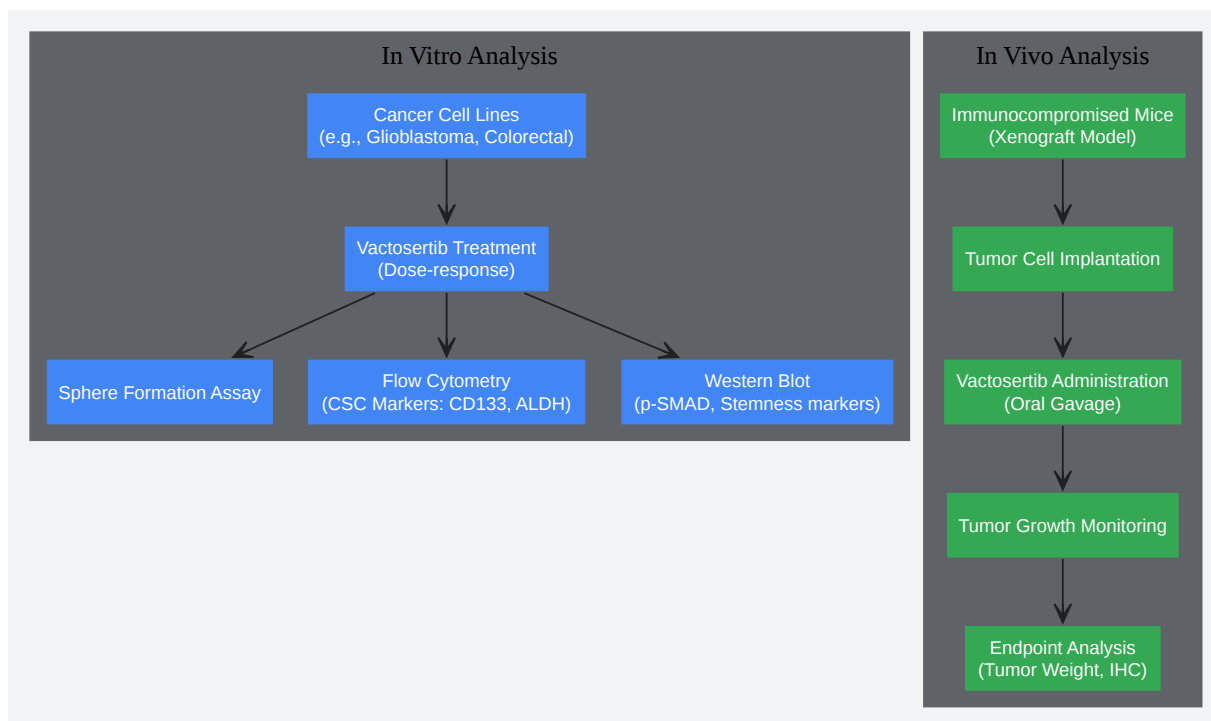 In Vitro Analysis
Cancer Cell Lines
(e.g., Glioblastoma, Colorectal)
Vactosertib Treatment
(Dose-response)
Sphere Formation Assay
Flow Cytometry
(CSC Markers: CD133, ALDH)
Western Blot
(p-SMAD, Stemness markers)
In Vivo Analysis
Immunocompromised Mice
(Xenograft Model)
Tumor Cell Implantation
Vactosertib Administration
(Oral Gavage)
Tumor Growth Monitoring
Endpoint Analysis
(Tumor Weight, IHC)